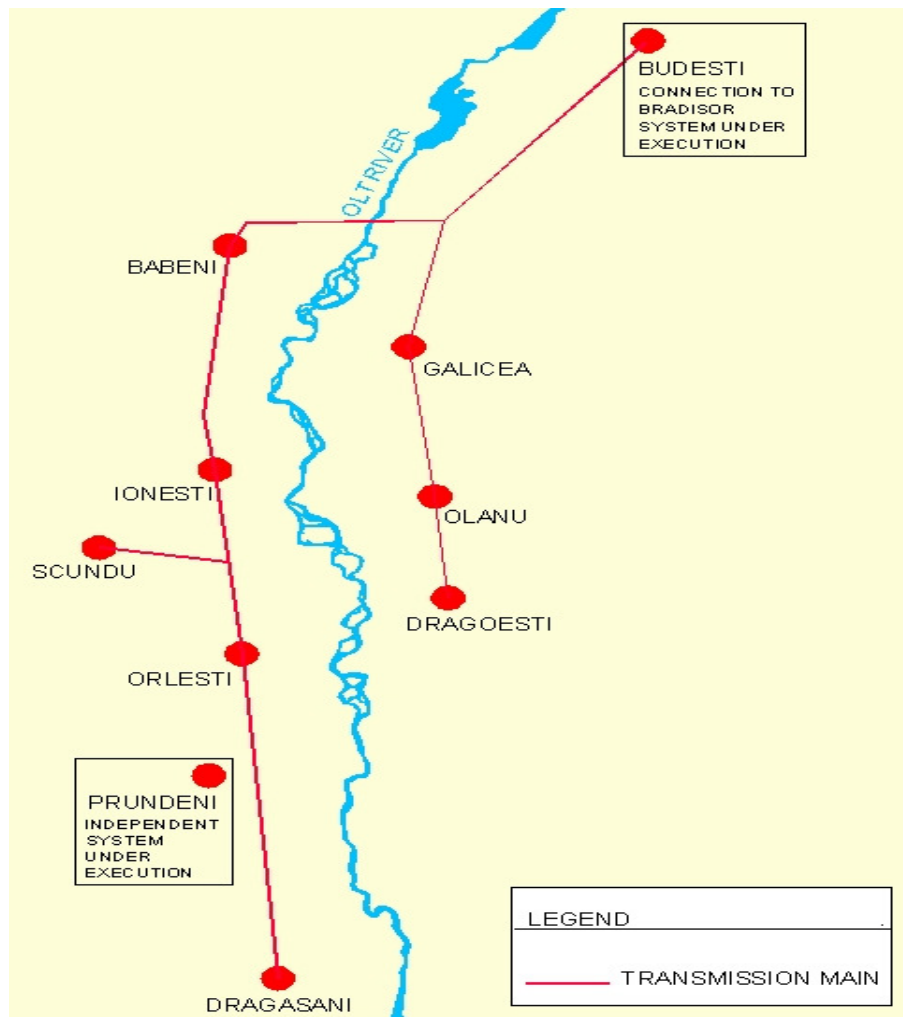 BUDESTI
CONNECTION TO
BRADISOR
SYSTEM UNDER
EXECUTION
OLT RIVER
BABENI
GALICEA
IONESTI
OLANU
SCUNDU
DRAGOESTI
ORLESTI
PRUNDENI
INDEPENDENT
SYSTEM
UNDER
EXECUTION
LEGEND
TRANSMISSION MAIN
DRAGASANI